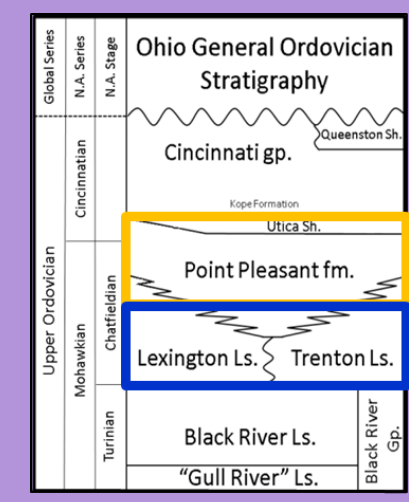 Global Series
N.A. Series
N.A. Stage
Ohio General Ordovician
Stratigraphy
Queenston Sh.
Cincinnati gp.
Kope Formation
Utica Sh.
Point Pleasant fm.
Lexington Ls.
Trenton Ls.
Black River Ls.
"Gull River" Ls.
Black River
Gp.
Upper Ordovician
Cincinnatian
Mohawkian
Chatfieldian
Turinian